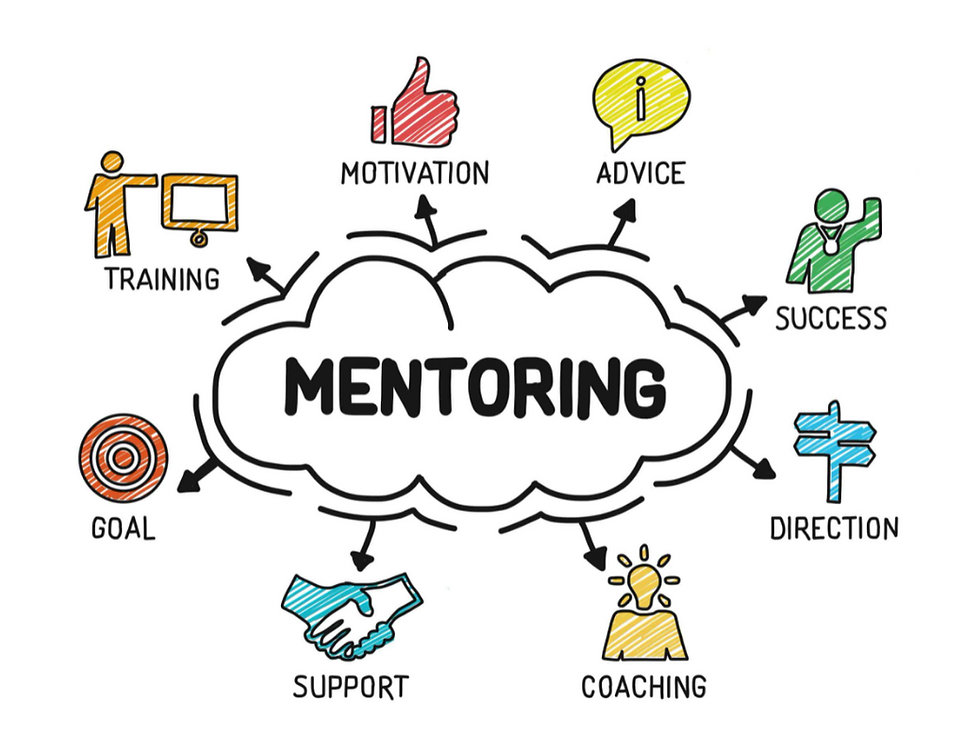 MOTIVATION
ADVICE
TRAINING
SUCCESS
MENTORING
GOAL
DIRECTION
SUPPORT
COACHING